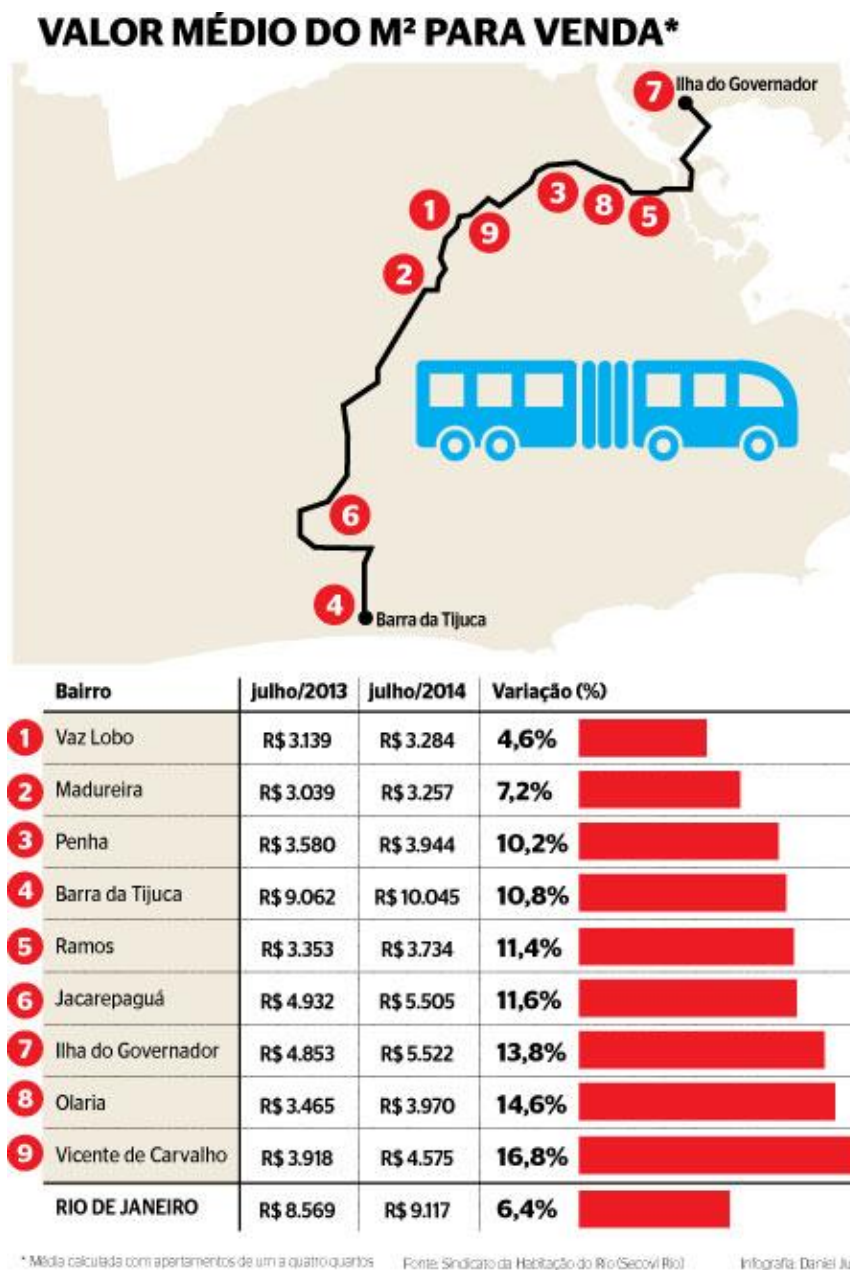 VALOR MÉDIO DO M² PARA VENDA*
7 Ilha do Governador
1
9
3
8
5
2
6
4 Barra da Tijuca
Bairro julho/2013 julho/2014 Variação (%)
1 Vaz Lobo R$ 3.139 R$ 3.284 4,6%
2 Madureira R$ 3.039 R$ 3.257 7,2%
3 Penha R$ 3.580 R$ 3.944 10,2%
4 Barra da Tijuca R$ 9.062 R$ 10.045 10,8%
5 Ramos R$ 3.353 R$ 3.734 11,4%
6 Jacarepaguá R$ 4.932 R$ 5.505 11,6%
7 Ilha do Governador R$ 4.853 R$ 5.522 13,8%
8 Olaria R$ 3.465 R$ 3.970 14,6%
9 Vicente de Carvalho R$ 3.918 R$ 4.575 16,8%
RIO DE JANEIRO R$ 8.569 R$ 9.117 6,4%
* Média calculada com apartamentos de um a quatro quartos Fonte: Sindicato da Habitação do Rio (Secovi Rio) Infografia: Daniel Ju